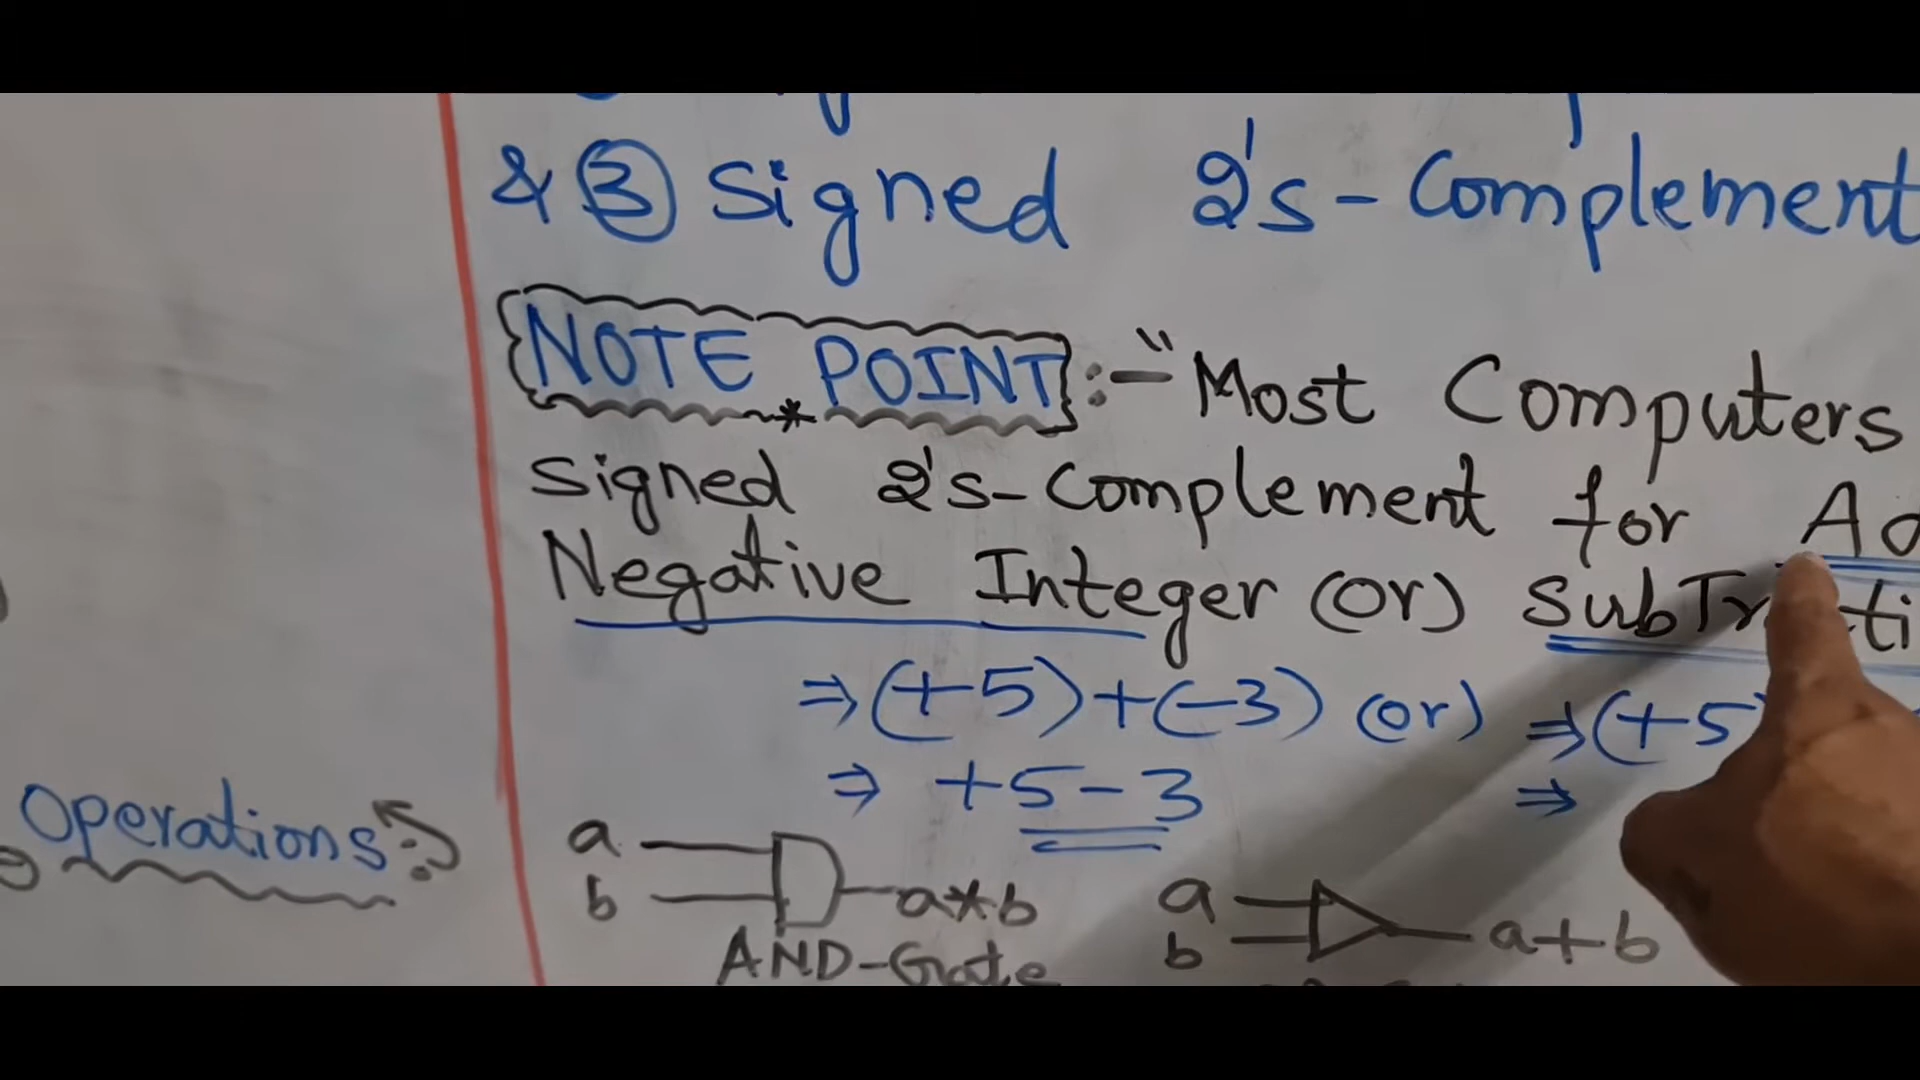 & ③ Signed 2's-Complement
NOTE POINT :- "Most Computers
Signed 2's-Complement for
Negative Integer (or)
⇒ (+5)+(-3) (or) ⇒ (+5)
⇒ +5-3 ⇒
Operations:
a
b
a*b
AND-Gate
a
b
a+b